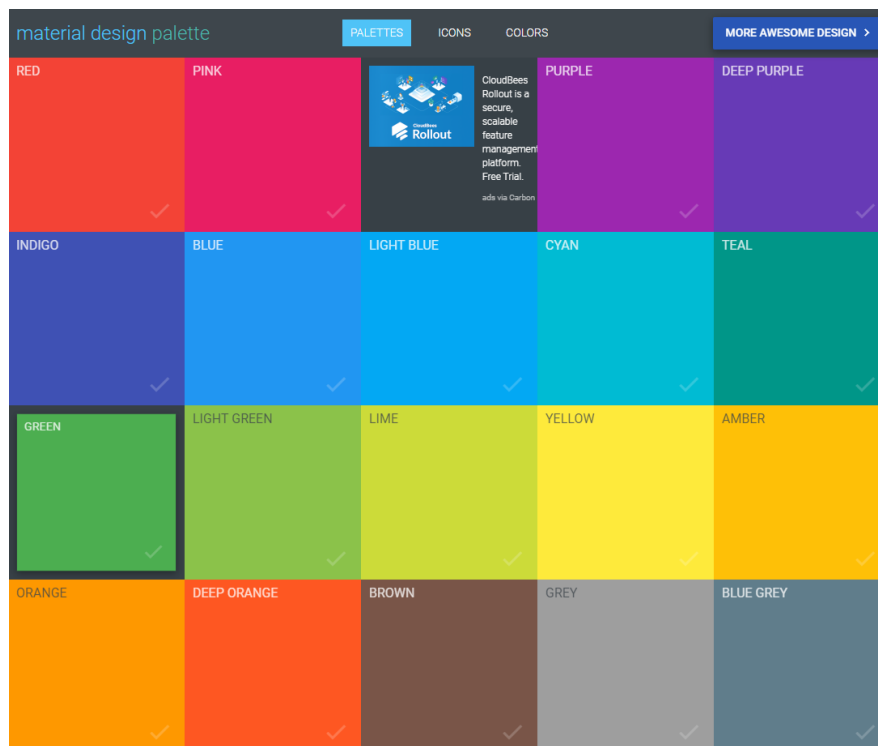 material design palette
PALETTES
ICONS
COLORS
MORE AWESOME DESIGN >
RED
PINK
CloudBees
Rollout
CloudBees
Rollout is a
secure,
scalable
feature
management
platform.
Free Trial.
ads via Carbon
PURPLE
DEEP PURPLE
INDIGO
BLUE
LIGHT BLUE
CYAN
TEAL
GREEN
LIGHT GREEN
LIME
YELLOW
AMBER
ORANGE
DEEP ORANGE
BROWN
GREY
BLUE GREY